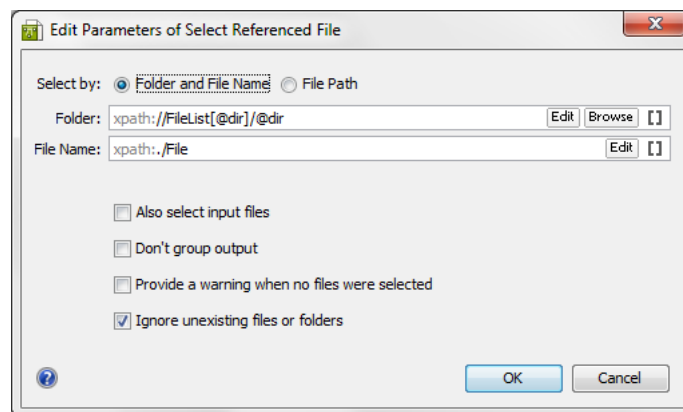 Edit Parameters of Select Referenced File
Select by: Folder and File Name File Path
Folder: xpath://FileList[@dir]/@dir Edit Browse []
File Name: xpath:./File Edit []
Also select input files
Don't group output
Provide a warning when no files were selected
Ignore unexisting files or folders
? OK Cancel